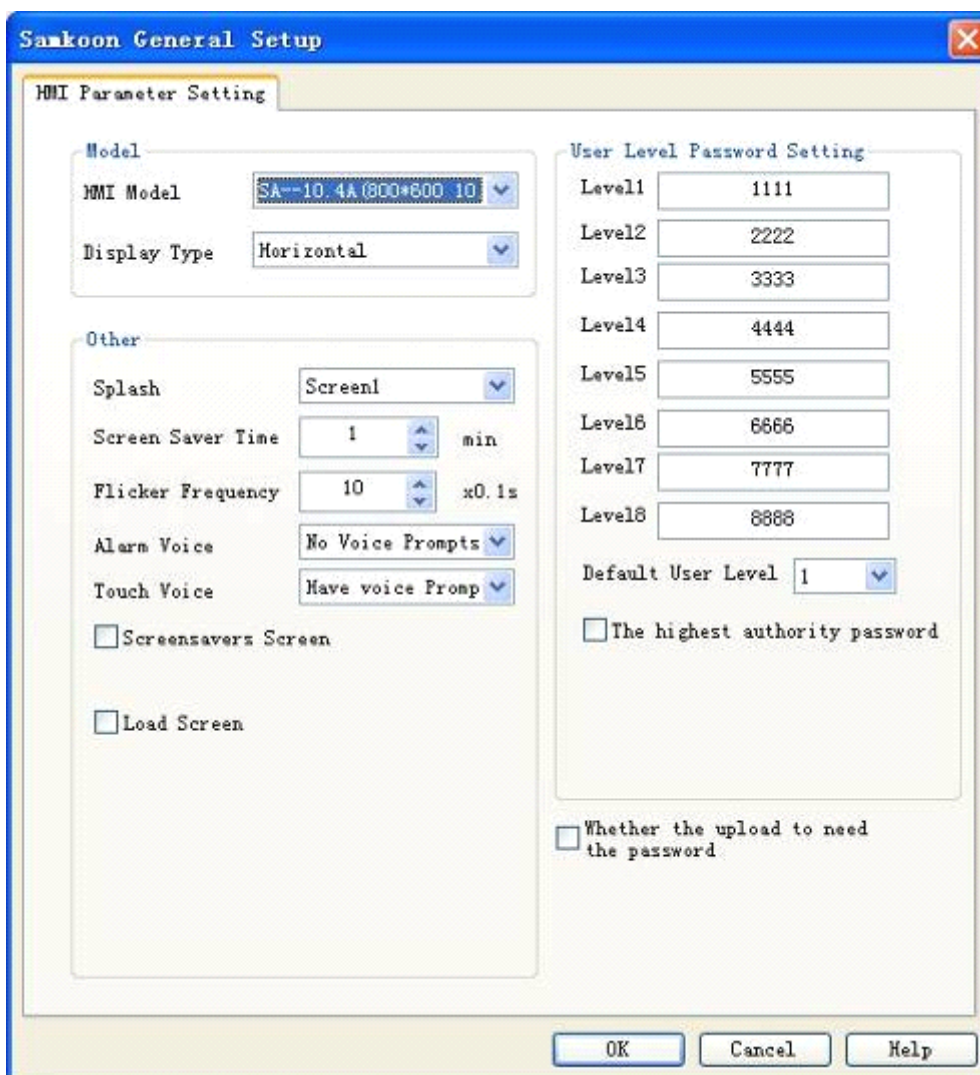 Samkoon General Setup
HMI Parameter Setting
Model
HMI Model
SA--10.4A(800*600 10
Display Type
Horizontal
Other
Splash
Screen1
Screen Saver Time
1
min
Flicker Frequency
10
x0.1s
Alarm Voice
No Voice Prompts
Touch Voice
Have voice Promp
Screensavers Screen
Load Screen
User Level Password Setting
Level1
1111
Level2
2222
Level3
3333
Level4
4444
Level5
5555
Level6
6666
Level7
7777
Level8
8888
Default User Level
1
The highest authority password
Whether the upload to need
the password
OK
Cancel
Help